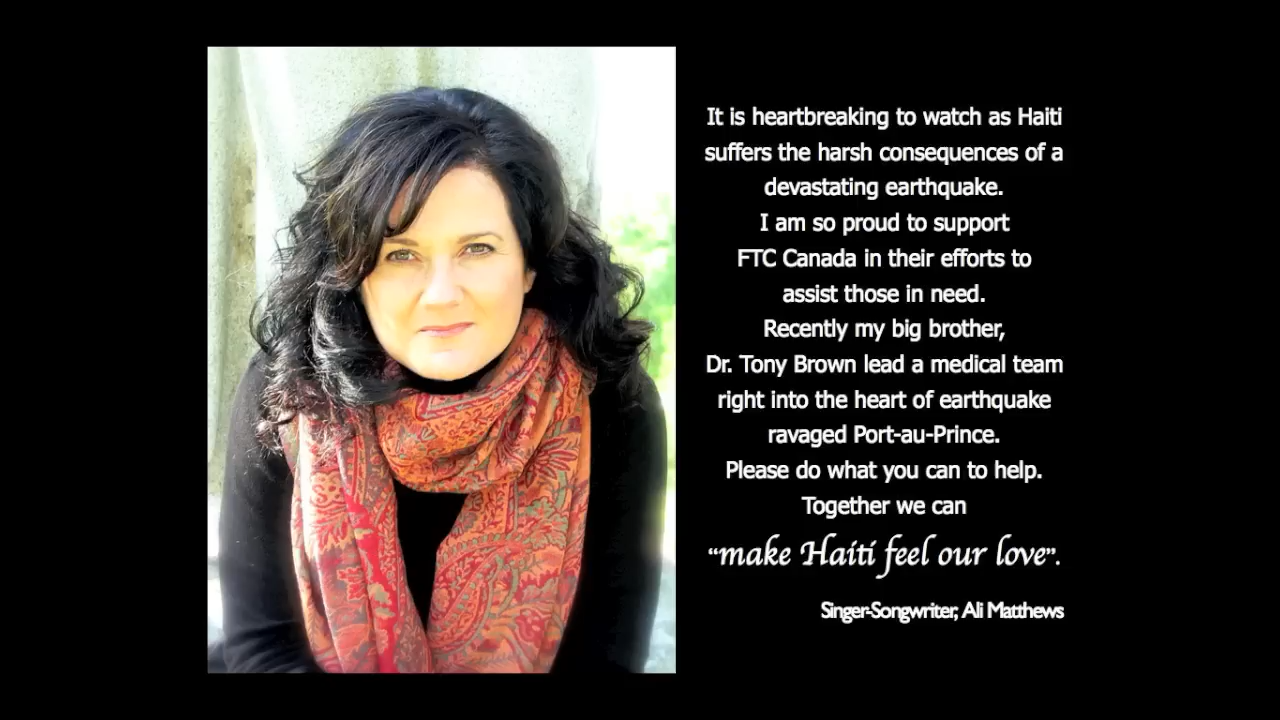 It is heartbreaking to watch as Haiti
suffers the harsh consequences of a
devastating earthquake.
I am so proud to support
FTC Canada in their efforts to
assist those in need.
Recently my big brother,
Dr. Tony Brown lead a medical team
right into the heart of earthquake
ravaged Port-au-Prince.
Please do what you can to help.
Together we can
“make Haiti feel our love”.
Singer-Songwriter, Ali Matthews